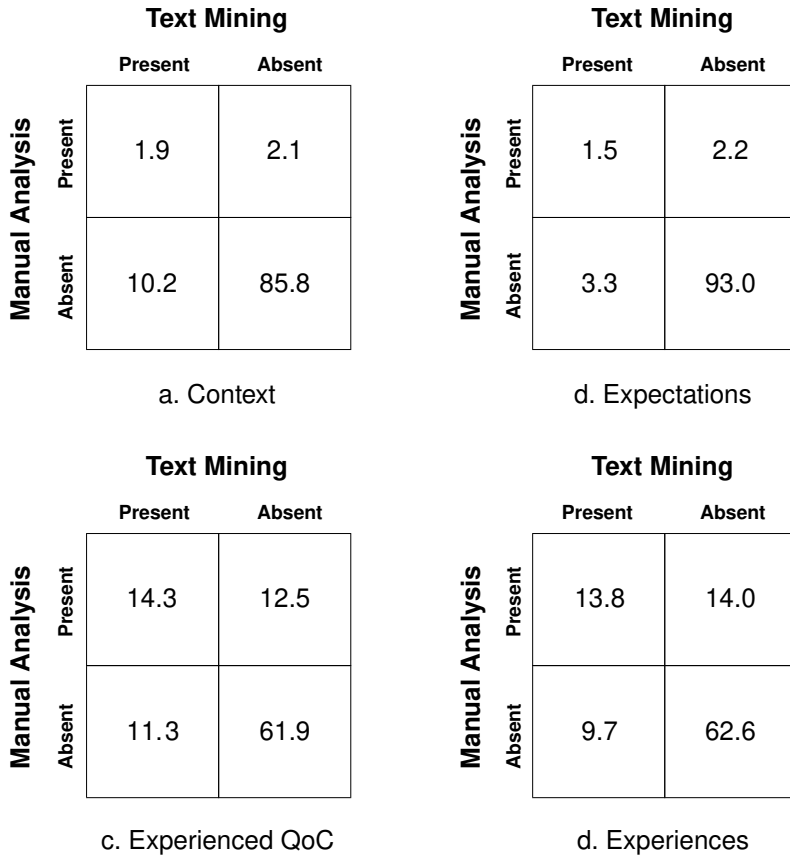 Text Mining
Present Absent
Manual Analysis
Present
1.9 2.1
Absent
10.2 85.8
a. Context
Text Mining
Present Absent
Manual Analysis
Present
1.5 2.2
Absent
3.3 93.0
d. Expectations
Text Mining
Present Absent
Manual Analysis
Present
14.3 12.5
Absent
11.3 61.9
c. Experienced QoC
Text Mining
Present Absent
Manual Analysis
Present
13.8 14.0
Absent
9.7 62.6
d. Experiences